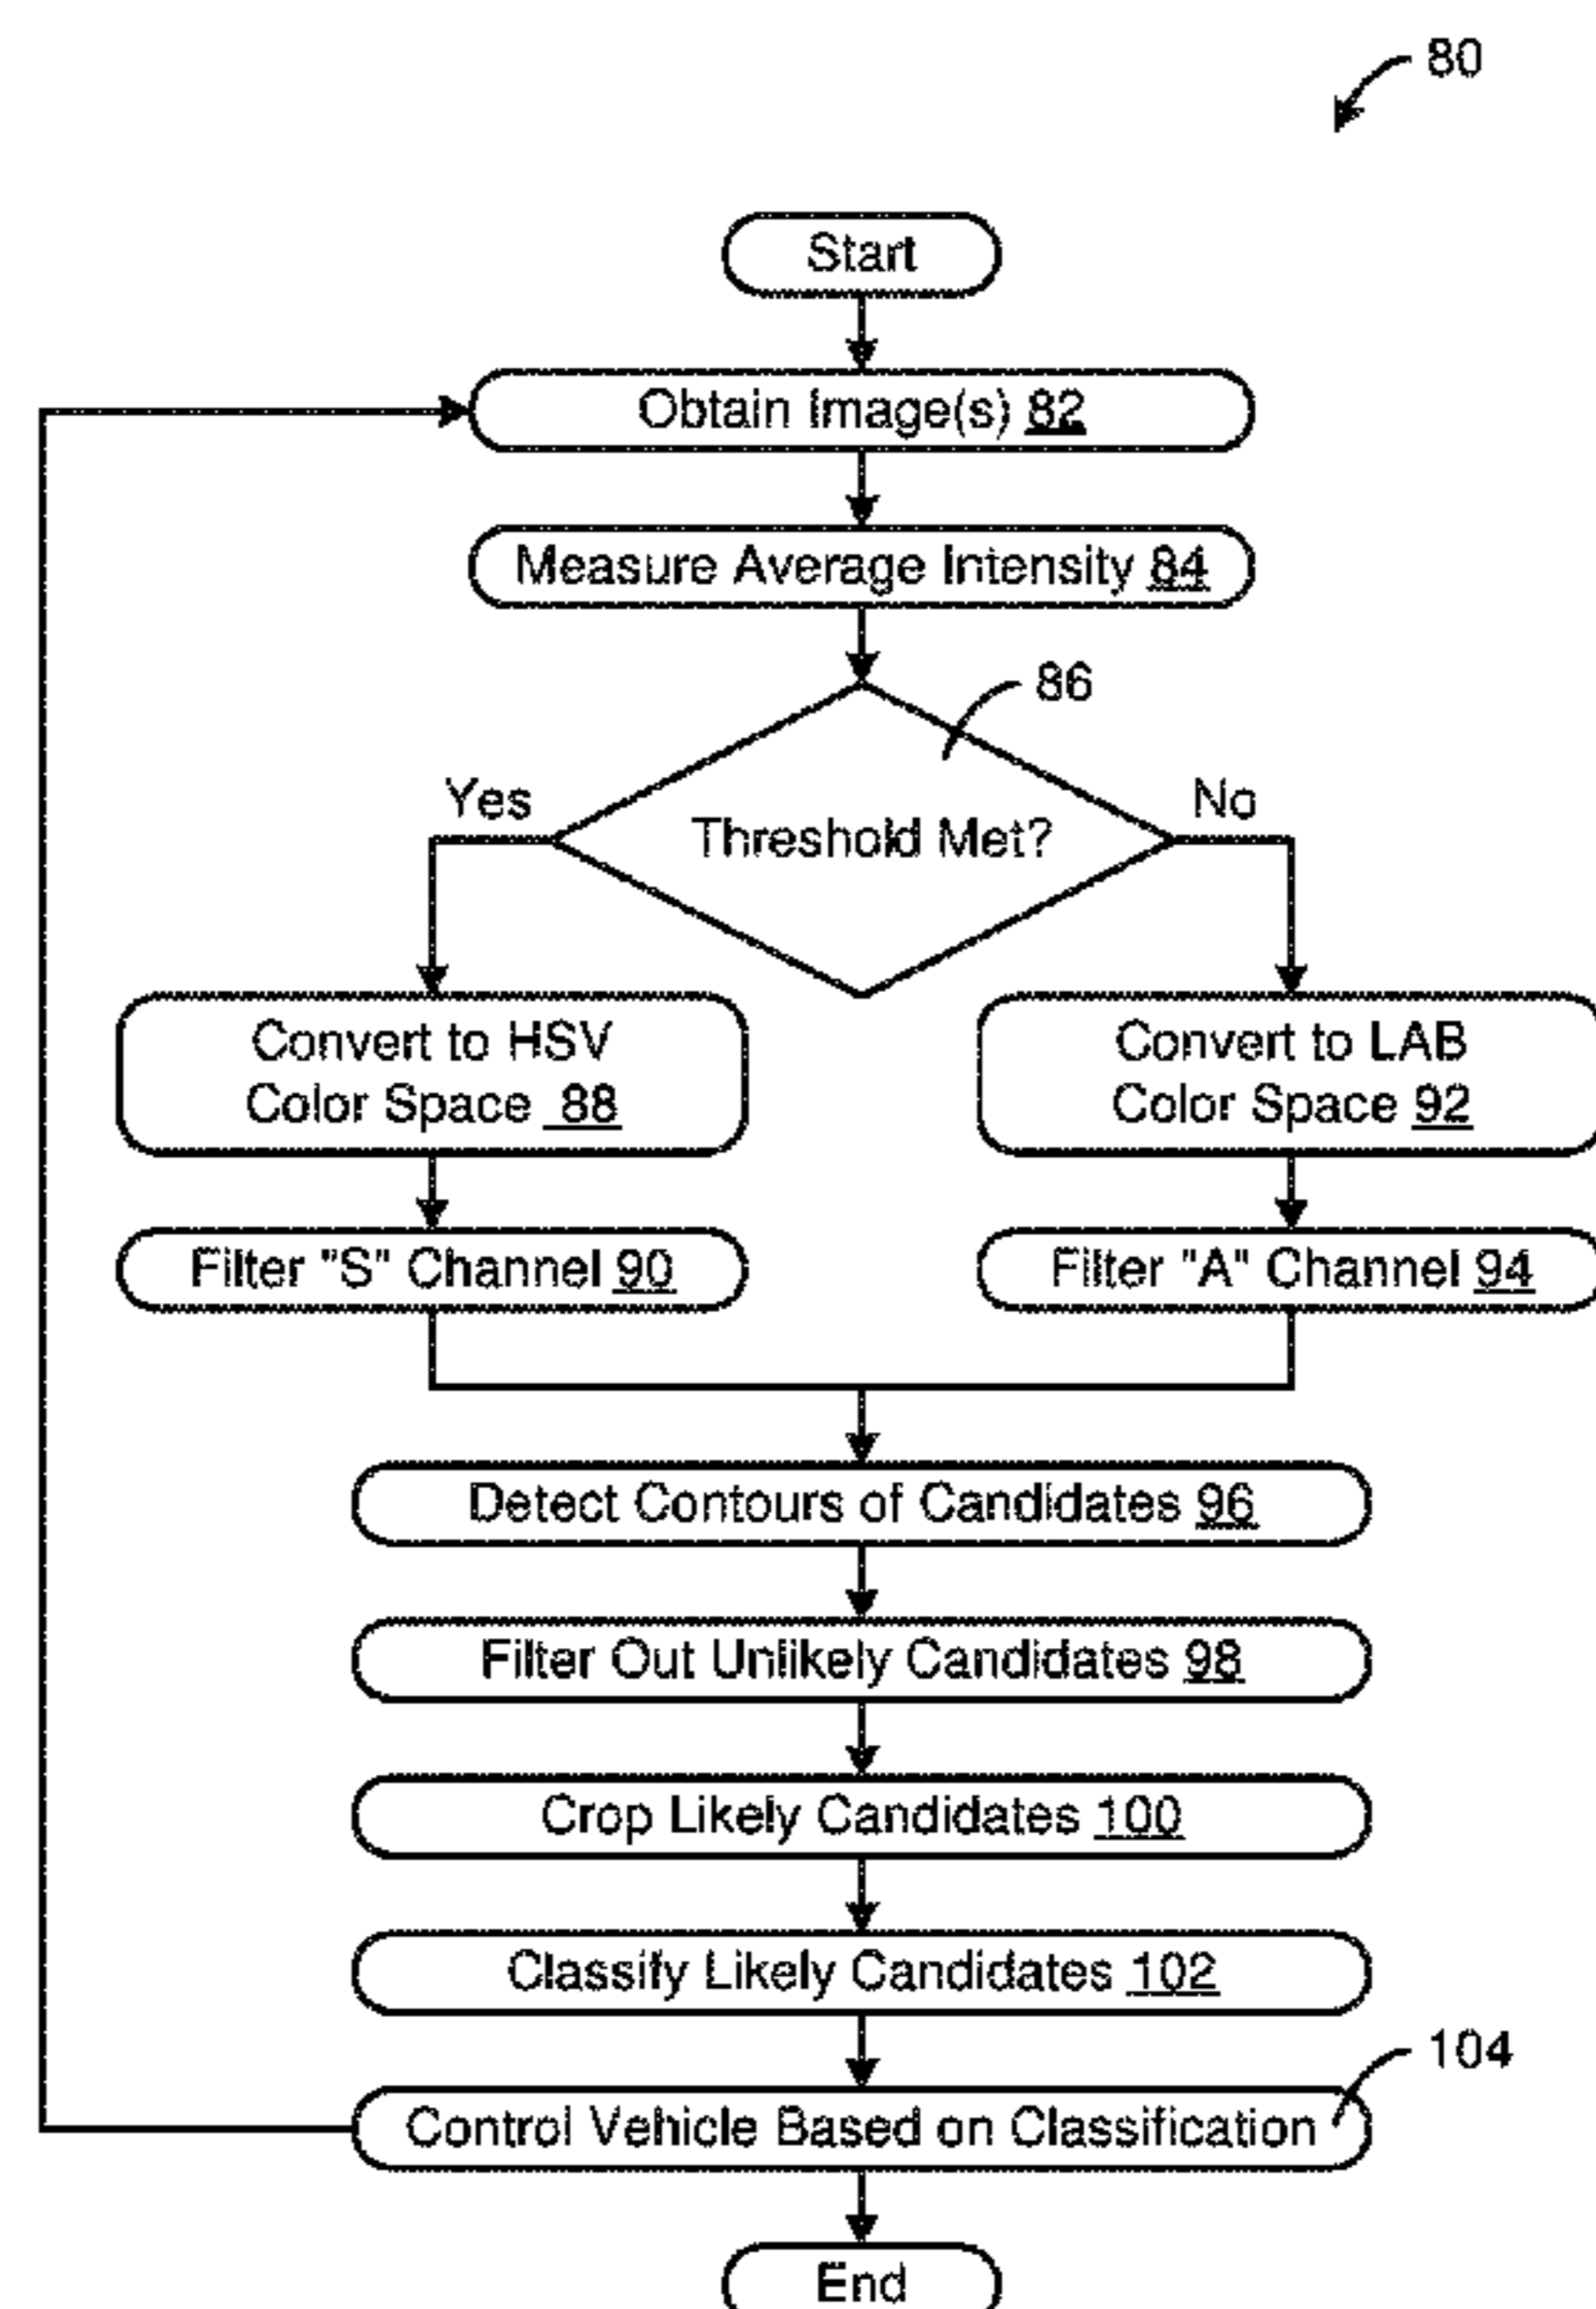 80
Start
Obtain Image(s) 82
Measure Average Intensity 84
86
Threshold Met?
Yes
No
Convert to HSV
Color Space 88
Convert to LAB
Color Space 92
Filter "S" Channel 90
Filter "A" Channel 94
Detect Contours of Candidates 96
Filter Out Unlikely Candidates 98
Crop Likely Candidates 100
Classify Likely Candidates 102
104
Control Vehicle Based on Classification
End